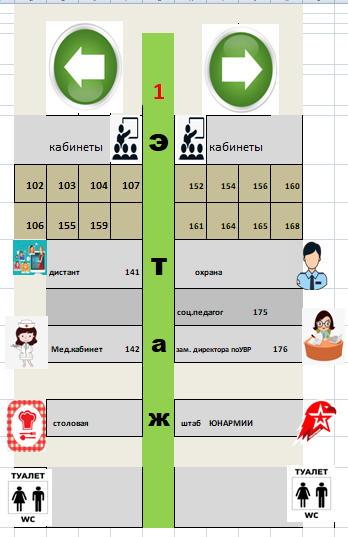 1
Э
кабинеты кабинеты
102 103 104 107 152 154 156 160
106 155 159 161 164 165 168
Т
дистант 141 охрана
соц.педагог 175
а
Мед.кабинет 142 зам. директора поУВР 176
ж
столовая штаб ЮНАРМИИ
ТУАЛЕТ ТУАЛЕТ
WC WC